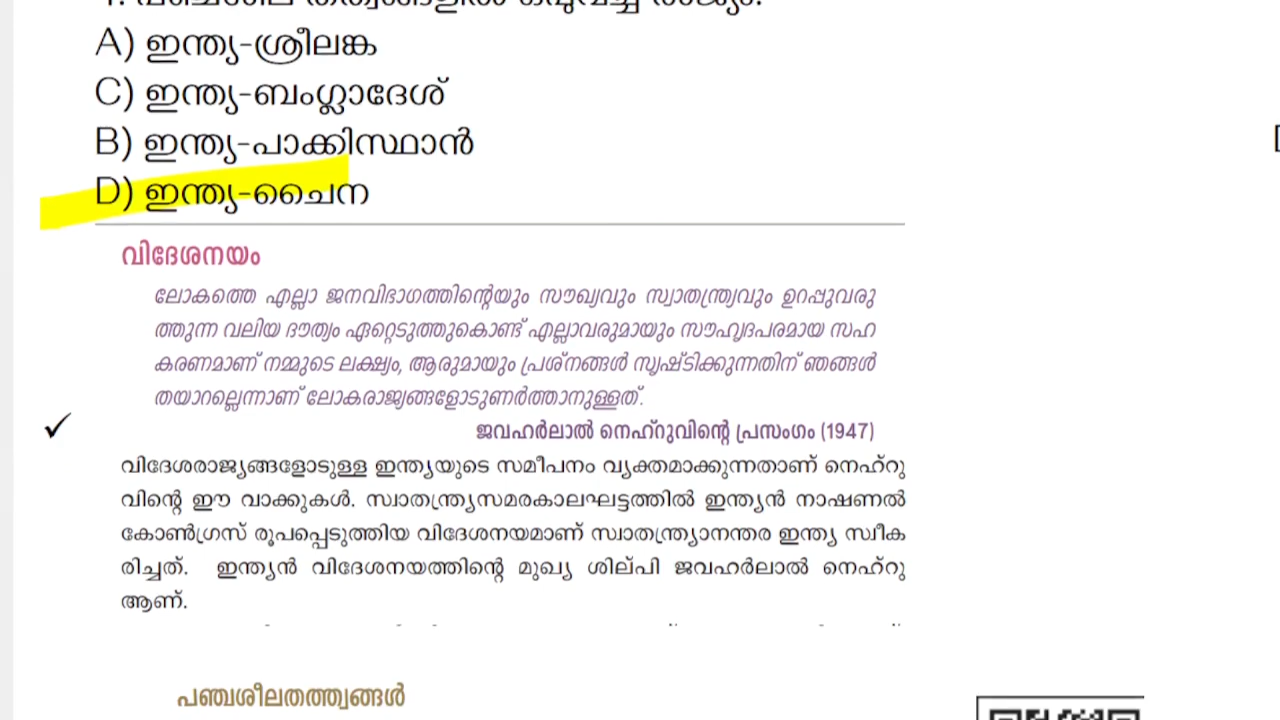 A) ഇന്ത്യ-ശ്രീലങ്ക
C) ഇന്ത്യ-ബംഗ്ലാദേശ്
B) ഇന്ത്യ-പാക്കിസ്ഥാൻ
D) ഇന്ത്യ-ചൈന
വിദേശനയം
ലോകത്തെ എല്ലാ ജനവിഭാഗത്തിന്റെയും സൗഖ്യവും സ്വാതന്ത്ര്യവും ഉറപ്പുവരു
ത്തുന്ന വലിയ ദൗത്യം ഏറ്റെടുത്തുകൊണ്ട് എല്ലാവരുമായും സൗഹൃദപരമായ സഹ
കരണമാണ് നമ്മുടെ ലക്ഷ്യം, ആരുമായും പ്രശ്നങ്ങൾ സൃഷ്ടിക്കുന്നതിന് ഞങ്ങൾ
തയാറല്ലെന്നാണ് ലോകരാജ്യങ്ങളോടുണർത്താനുള്ളത്.
ജവഹർലാൽ നെഹ്റുവിന്റെ പ്രസംഗം (1947)
വിദേശരാജ്യങ്ങളോടുള്ള ഇന്ത്യയുടെ സമീപനം വ്യക്തമാക്കുന്നതാണ് നെഹ്റു
വിന്റെ ഈ വാക്കുകൾ. സ്വാതന്ത്ര്യസമരകാലഘട്ടത്തിൽ ഇന്ത്യൻ നാഷണൽ
കോൺഗ്രസ് രൂപപ്പെടുത്തിയ വിദേശനയമാണ് സ്വാതന്ത്ര്യാനന്തര ഇന്ത്യ സ്വീക
രിച്ചത്. ഇന്ത്യൻ വിദേശനയത്തിന്റെ മുഖ്യ ശില്പി ജവഹർലാൽ നെഹ്റു
ആണ്.
പഞ്ചശീലതത്ത്വങ്ങൾ